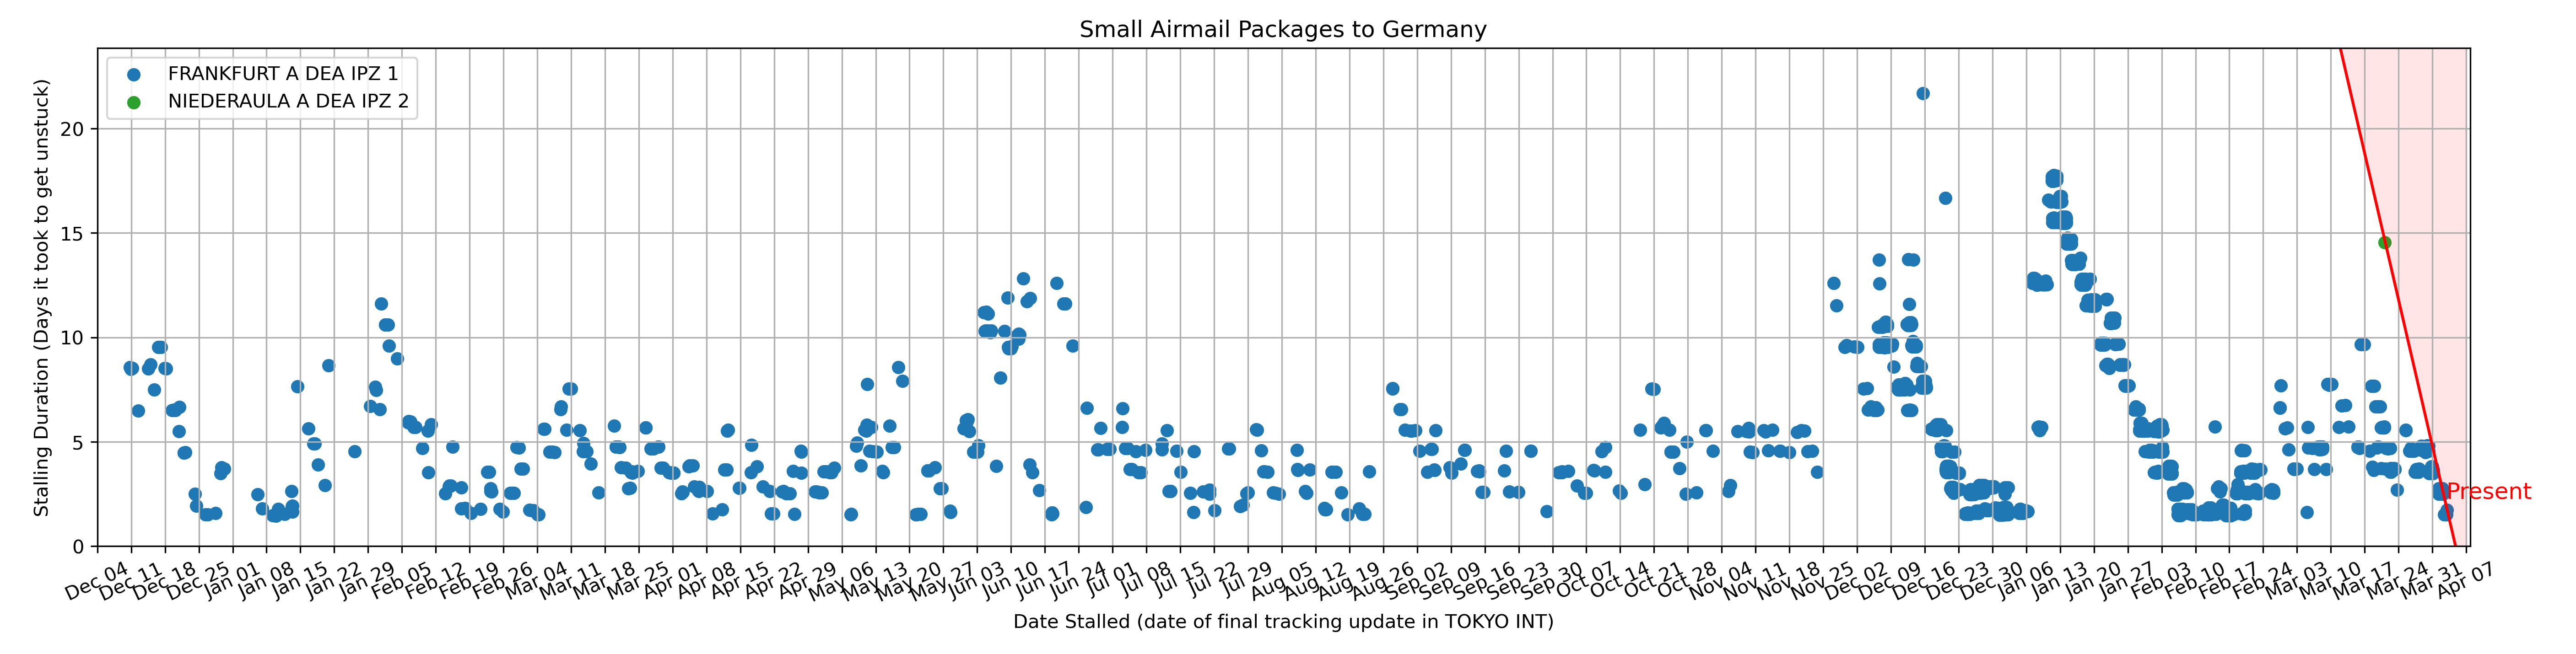 Small Airmail Packages to Germany
FRANKFURT A DEA IPZ 1
NIEDERAULA A DEA IPZ 2
Stalling Duration (Days it took to get unstuck)
20
15
10
5
0
Present
Dec 04
Dec 11
Dec 18
Dec 25
Jan 01
Jan 08
Jan 15
Jan 22
Jan 29
Feb 05
Feb 12
Feb 19
Feb 26
Mar 04
Mar 11
Mar 18
Mar 25
Apr 01
Apr 08
Apr 15
Apr 22
Apr 29
May 06
May 13
May 20
May 27
Jun 03
Jun 10
Jun 17
Jun 24
Jul 01
Jul 08
Jul 15
Jul 22
Jul 29
Aug 05
Aug 12
Aug 19
Aug 26
Sep 02
Sep 09
Sep 16
Sep 23
Sep 30
Oct 07
Oct 14
Oct 21
Oct 28
Nov 04
Nov 11
Nov 18
Nov 25
Dec 02
Dec 09
Dec 16
Dec 23
Dec 30
Jan 06
Jan 13
Jan 20
Jan 27
Feb 03
Feb 10
Feb 17
Feb 24
Mar 03
Mar 10
Mar 17
Mar 24
Mar 31
Apr 07
Date Stalled (date of final tracking update in TOKYO INT)